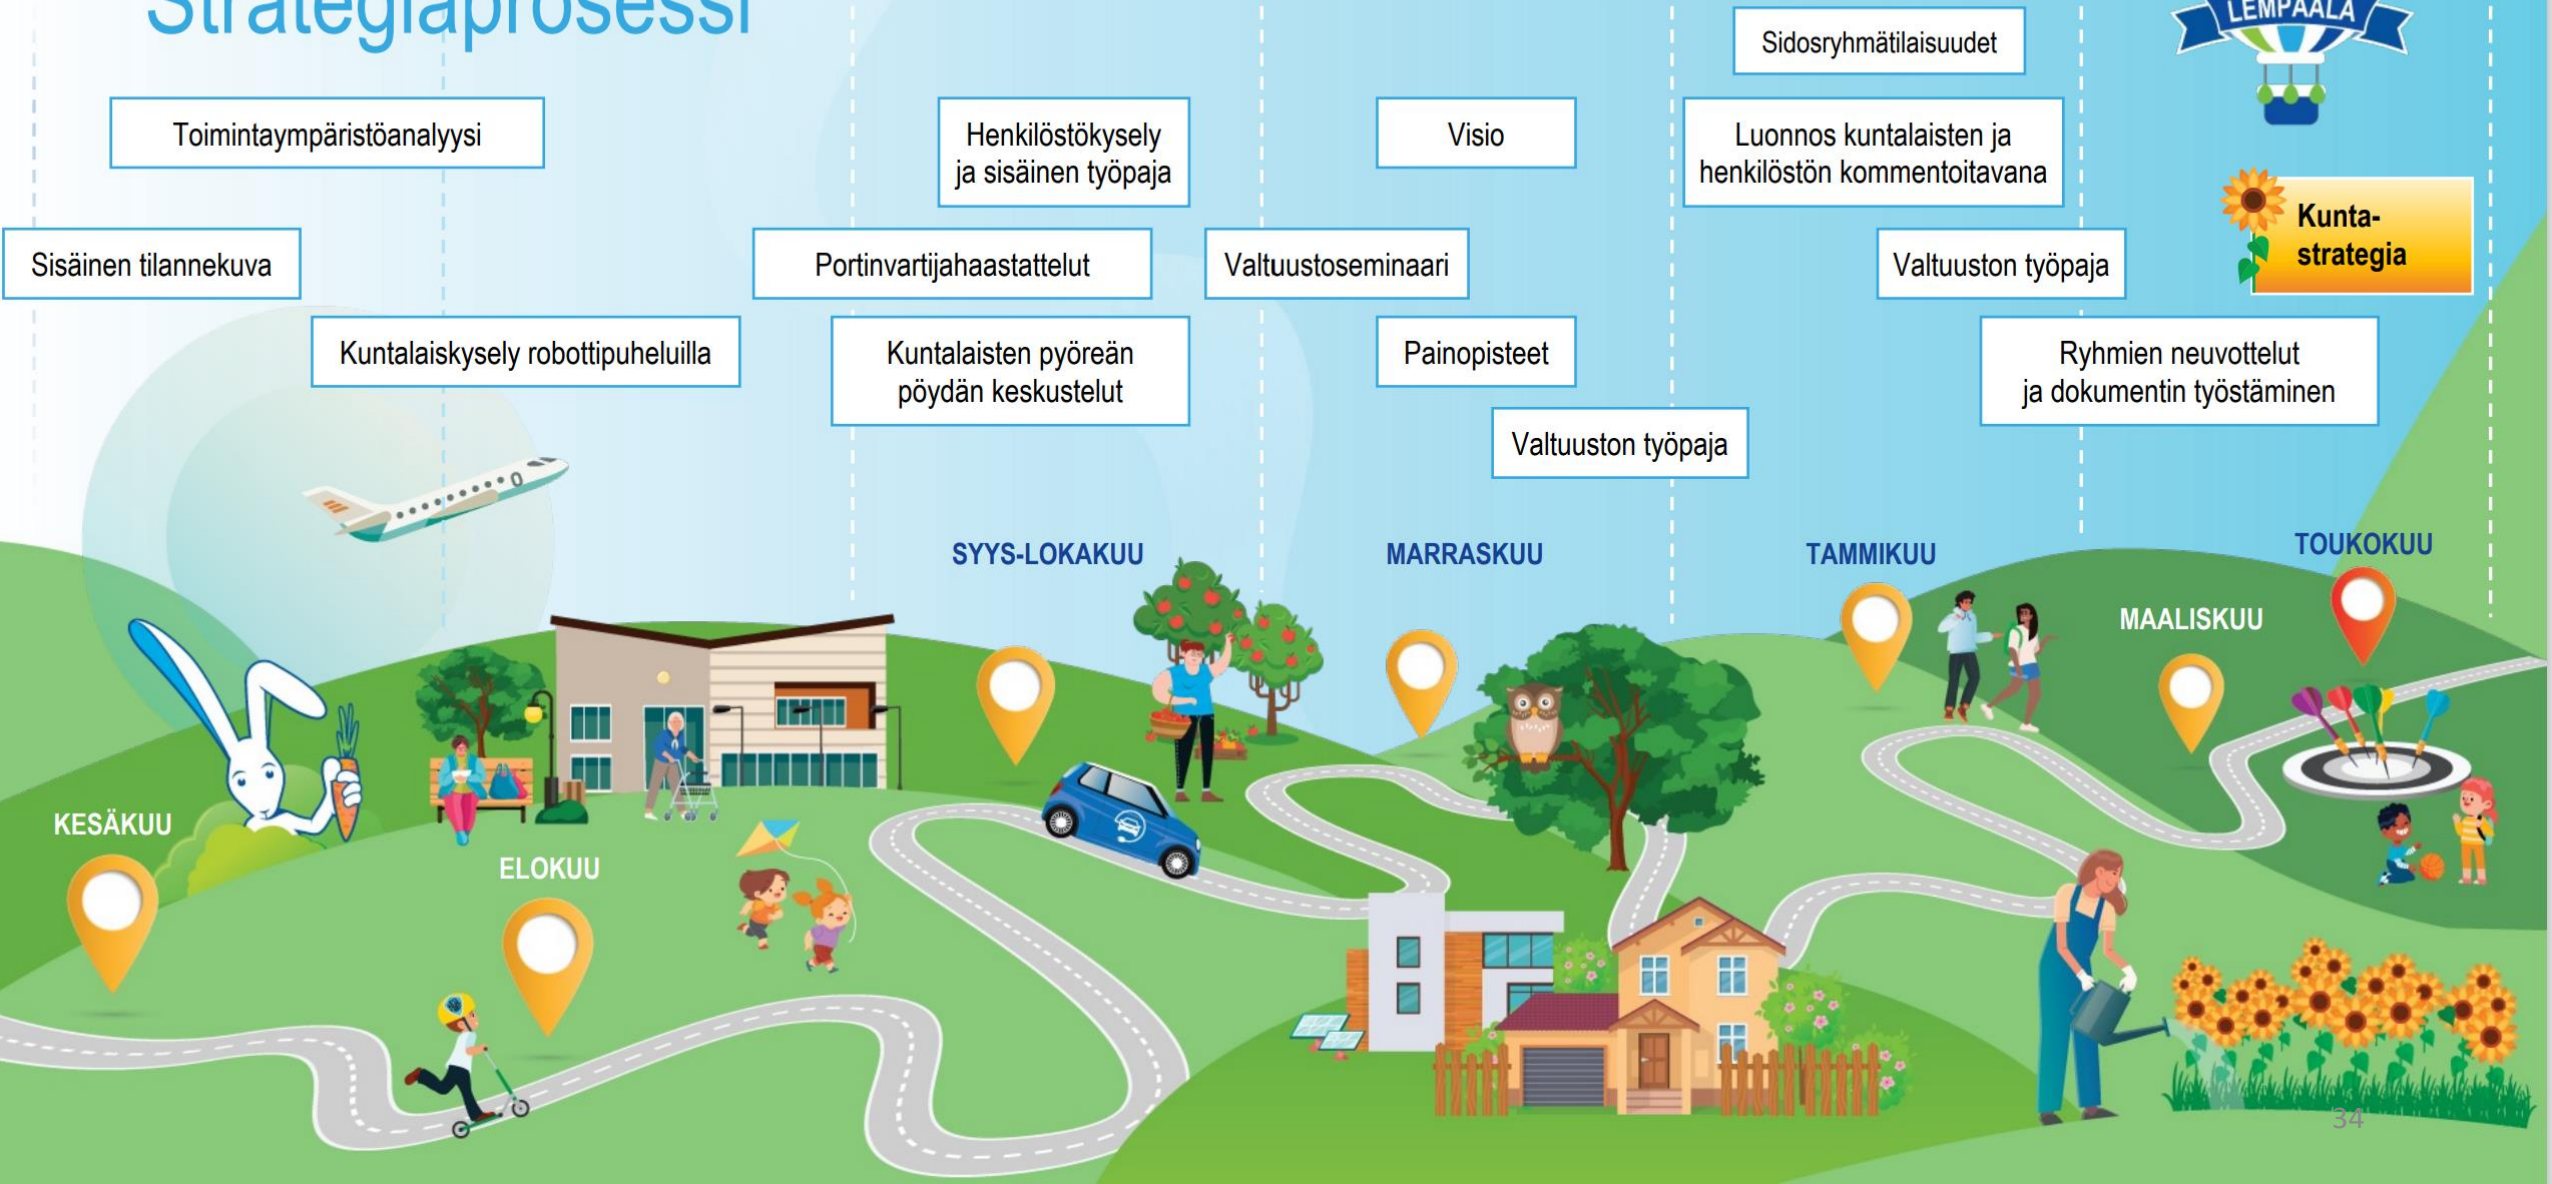 Strategiaprosessi
LEMPÄÄLÄ
Sidosryhmätilaisuudet
Toimintaympäristöanalyysi
Henkilöstökysely
ja sisäinen työpaja
Visio
Luonnos kuntalaisten ja
henkilöstön kommentoitavana
Kunta-
strategia
Sisäinen tilannekuva
Portinvartijahaastattelut
Valtuustoseminaari
Valtuuston työpaja
Kuntalaiskysely robottipuheluilla
Kuntalaisten pyöreän
pöydän keskustelut
Painopisteet
Ryhmien neuvottelut
ja dokumentin työstäminen
Valtuuston työpaja
KESÄKUU
ELOKUU
SYYS-LOKAKUU
MARRASKUU
TAMMIKUU
MAALISKUU
TOUKOKUU
34